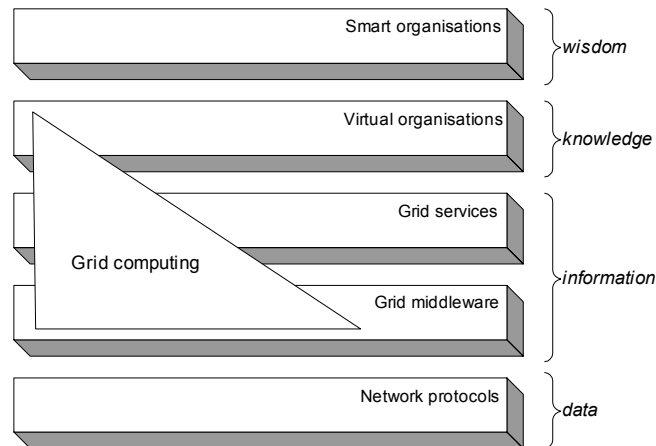 Smart organisations
wisdom
Virtual organisations
knowledge
Grid services
Grid computing
information
Grid middleware
Network protocols
data